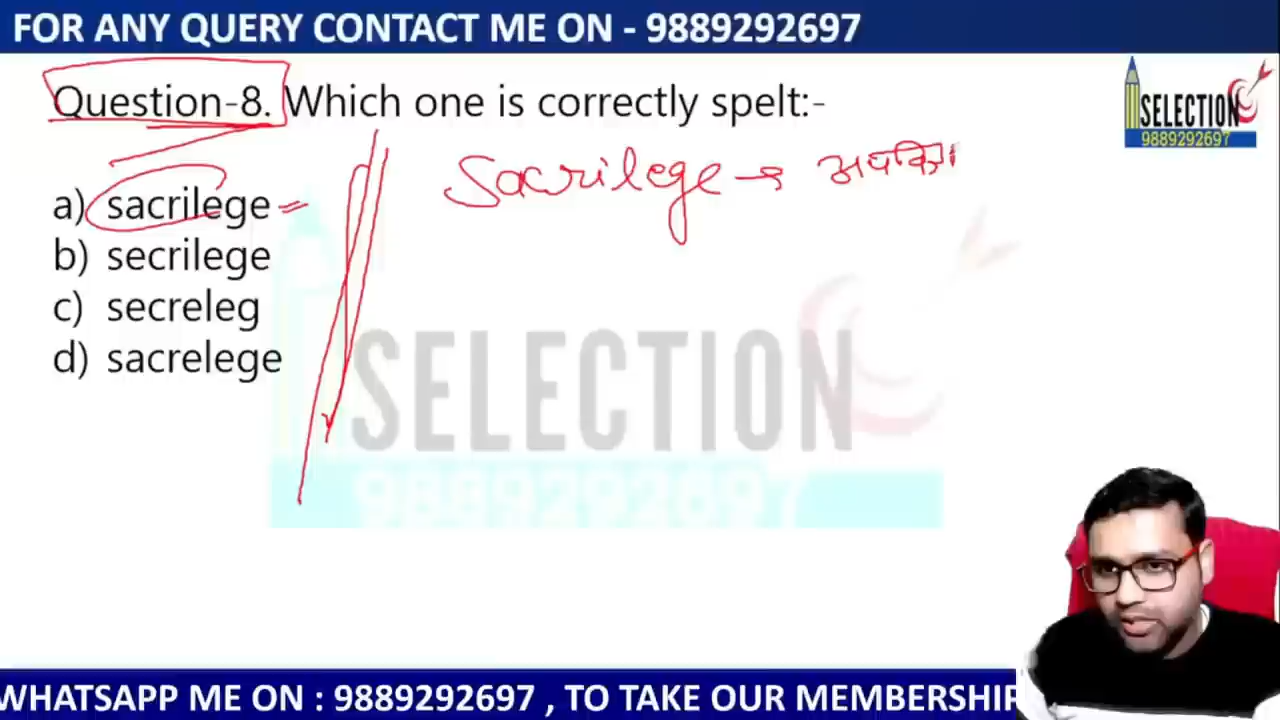 FOR ANY QUERY CONTACT ME ON - 9889292697
Question-8. Which one is correctly spelt:-
SELECTION
9889292697
Sacrilege →
a) sacrilege
b) secrilege
c) secreleg
d) sacrelege
SELECTION
9889292697
WHATSAPP ME ON : 9889292697 , TO TAKE OUR MEMBERSHIP